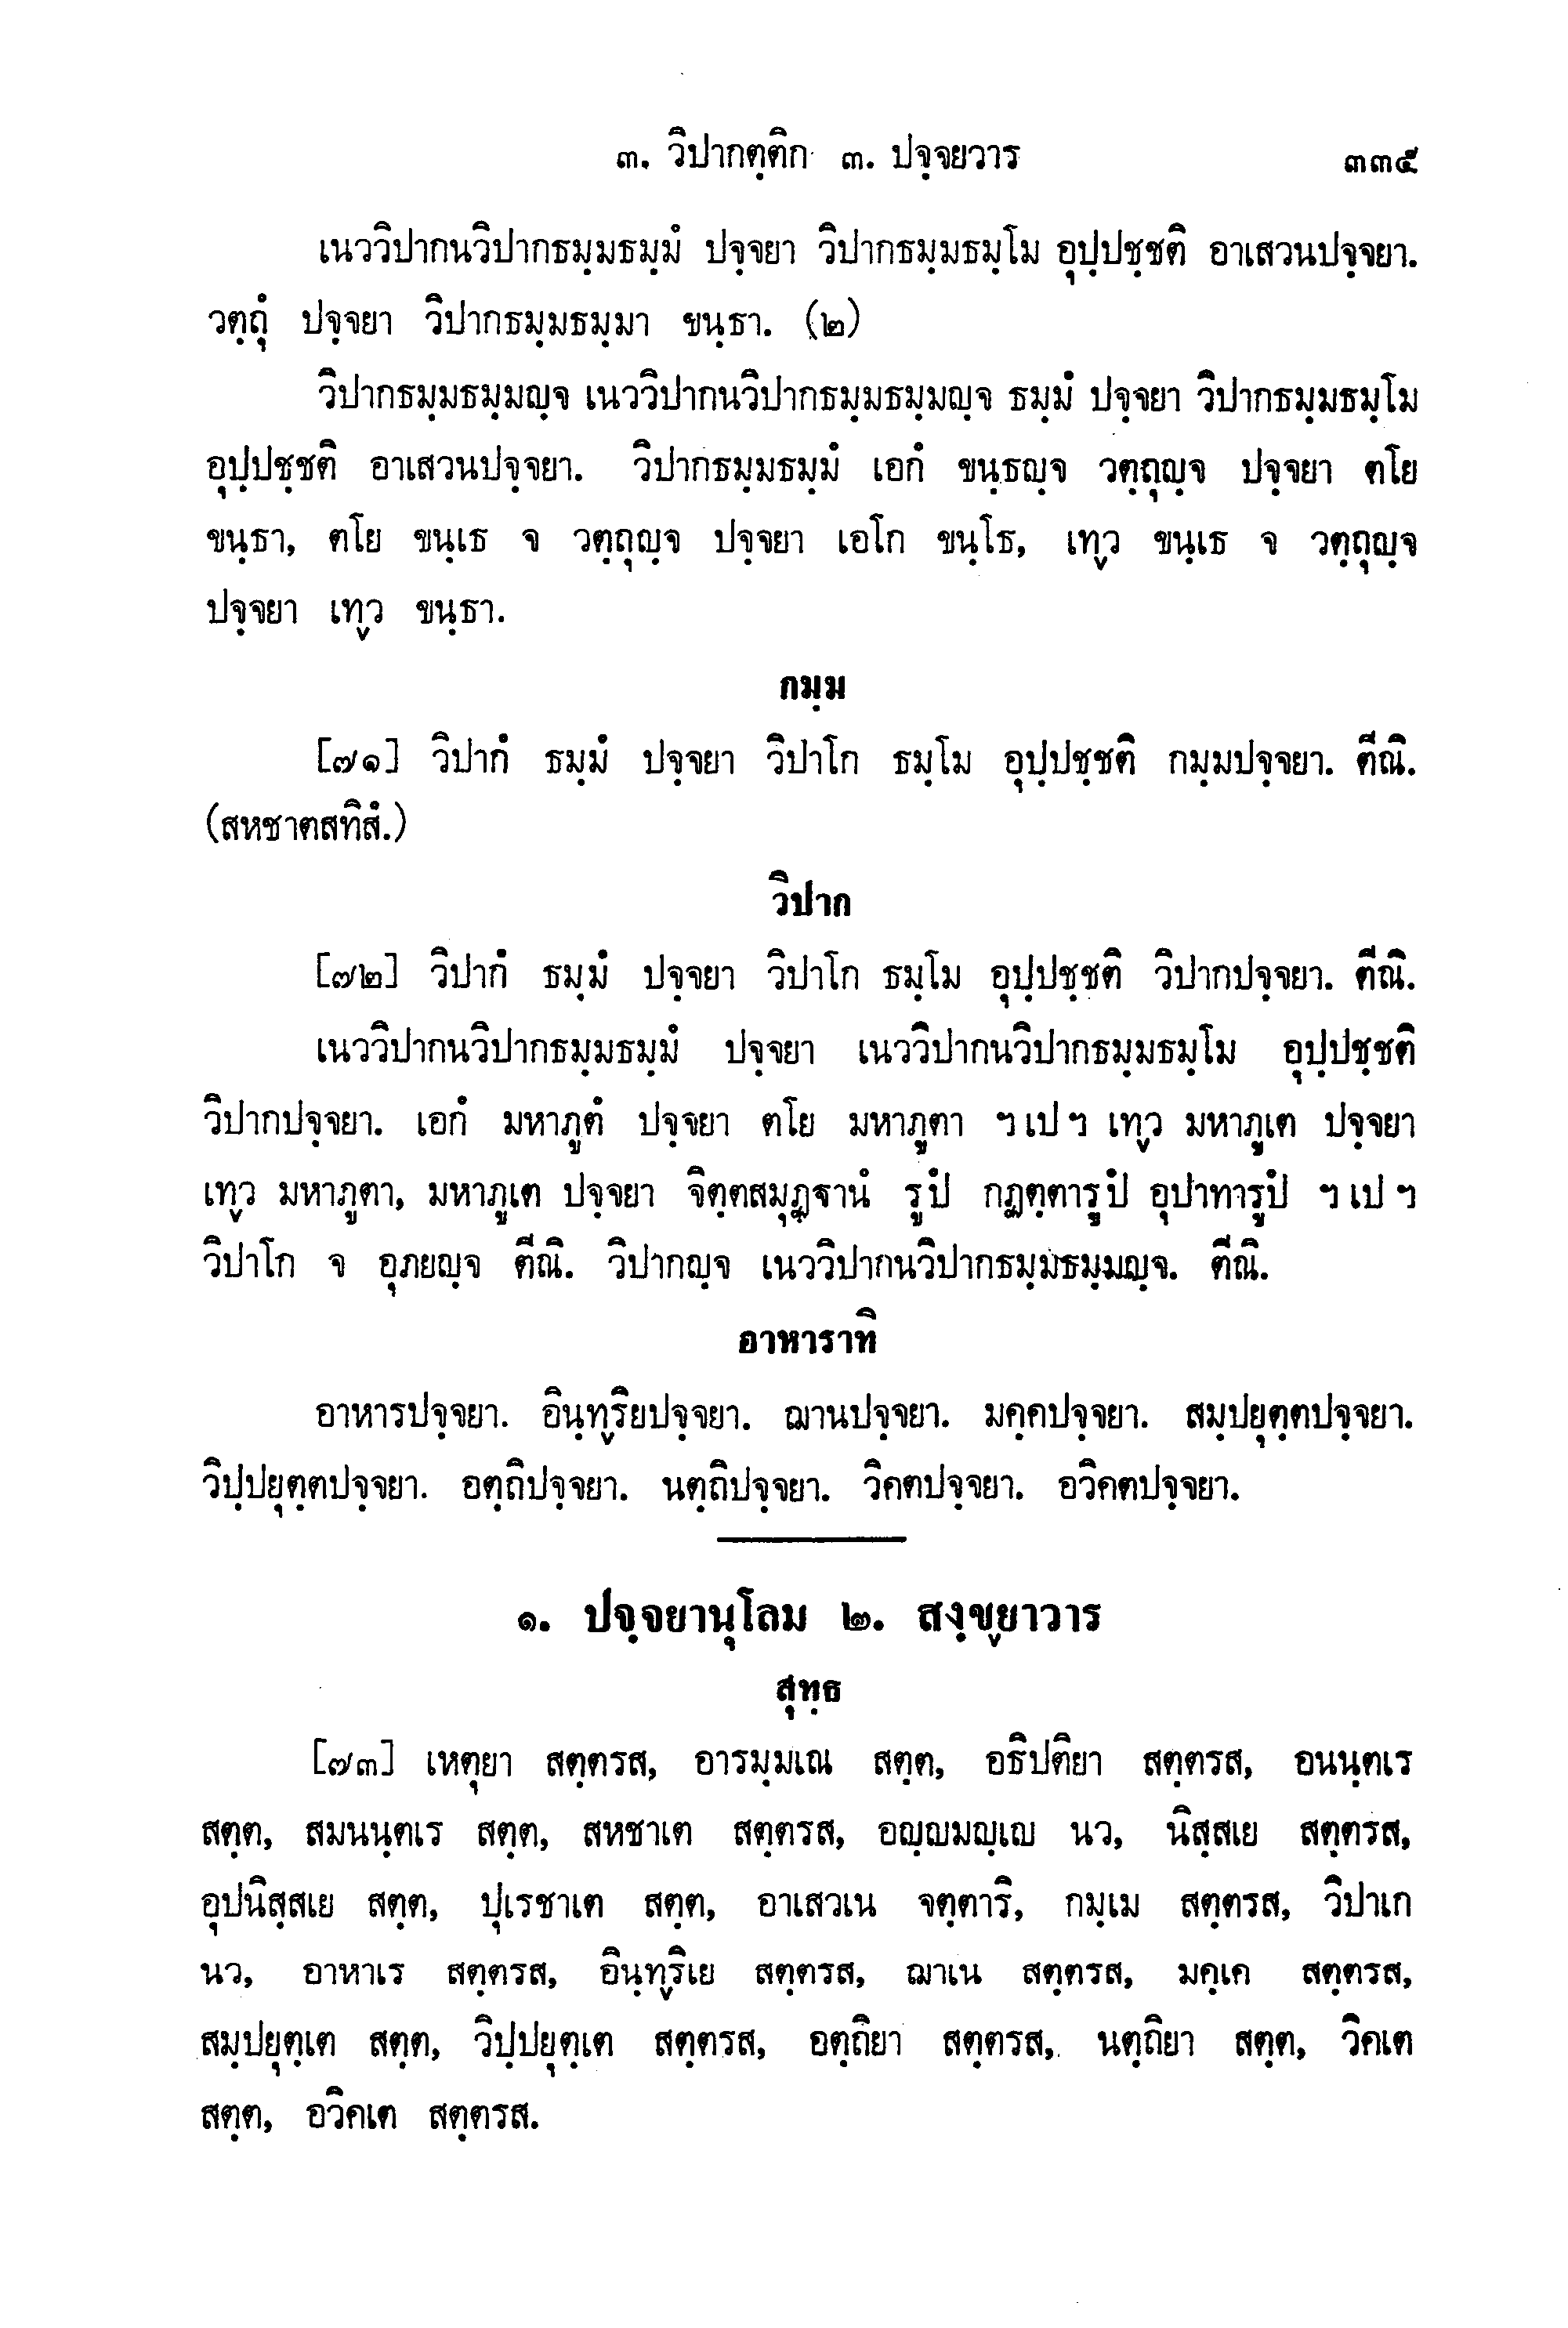 ๓. วิปากตฺติก ๓. ปจฺจยวาร ๓๓๕
เนววิปากนวิปากธมฺมธมฺมํ ปจฺจยา วิปากธมฺมธมฺโม อุปฺปชฺชติ อาเสวนปจฺจยา.
วตฺถุํ ปจฺจยา วิปากธมฺมธมฺมา ขนฺธา. (๒)
วิปากธมฺมธมฺมญฺจ เนววิปากนวิปากธมฺมธมฺมญฺจ ธมฺมํ ปจฺจยา วิปากธมฺมธมฺโม
อุปฺปชฺชติ อาเสวนปจฺจยา. วิปากธมฺมธมฺมํ เอกํ ขนฺธญฺจ วตฺถุญฺจ ปจฺจยา ตโย
ขนฺธา, ตโย ขนฺเธ จ วตฺถุญฺจ ปจฺจยา เอโก ขนฺโธ, เทฺว ขนฺเธ จ วตฺถุญฺจ
ปจฺจยา เทฺว ขนฺธา.
กมฺม
[๗๑] วิปากํ ธมฺมํ ปจฺจยา วิปาโก ธมฺโม อุปฺปชฺชติ กมฺมปจฺจยา. ตีณิ.
(สหชาตสทิสํ.)
วิปาก
[๗๒] วิปากํ ธมฺมํ ปจฺจยา วิปาโก ธมฺโม อุปฺปชฺชติ วิปากปจฺจยา. ตีณิ.
เนววิปากนวิปากธมฺมธมฺมํ ปจฺจยา เนววิปากนวิปากธมฺมธมฺโม อุปฺปชฺชติ
วิปากปจฺจยา. เอกํ มหาภูตํ ปจฺจยา ตโย มหาภูตา ฯ เป ฯ เทฺว มหาภูเต ปจฺจยา
เทฺว มหาภูตา, มหาภูเต ปจฺจยา จิตฺตสมุฏฺฐานํ รูปํ กฏตฺตารูปํ อุปาทารูปํ ฯ เป ฯ
วิปาโก จ อุภยญฺจ ตีณิ. วิปากญฺจ เนววิปากนวิปากธมฺมธมฺมญฺจ. ตีณิ.
อาหาราทิ
อาหารปจฺจยา. อินฺทฺริยปจฺจยา. ฌานปจฺจยา. มคฺคปจฺจยา. สมฺปยุตฺตปจฺจยา.
วิปฺปยุตฺตปจฺจยา. อตฺถิปจฺจยา. นตฺถิปจฺจยา. วิคตปจฺจยา. อวิคตปจฺจยา.
๑. ปจฺจยานุโลม ๒. สงฺขฺยาวาร
สุทฺธ
[๗๓] เหตุยา สตฺตรส, อารมฺมเณ สตฺต, อธิปติยา สตฺตรส, อนนฺตเร
สตฺต, สมนนฺตเร สตฺต, สหชาเต สตฺตรส, อญฺญมญฺเญ นว, นิสฺสเย สตฺตรส,
อุปนิสฺสเย สตฺต, ปุเรชาเต สตฺต, อาเสวเน จตฺตาริ, กมฺเม สตฺตรส, วิปาเก
นว, อาหาเร สตฺตรส, อินฺทฺริเย สตฺตรส, ฌาเน สตฺตรส, มคฺเค สตฺตรส,
สมฺปยุตฺเต สตฺต, วิปฺปยุตฺเต สตฺตรส, อตฺถิยา สตฺตรส, นตฺถิยา สตฺต, วิคเต
สตฺต, อวิคเต สตฺตรส.